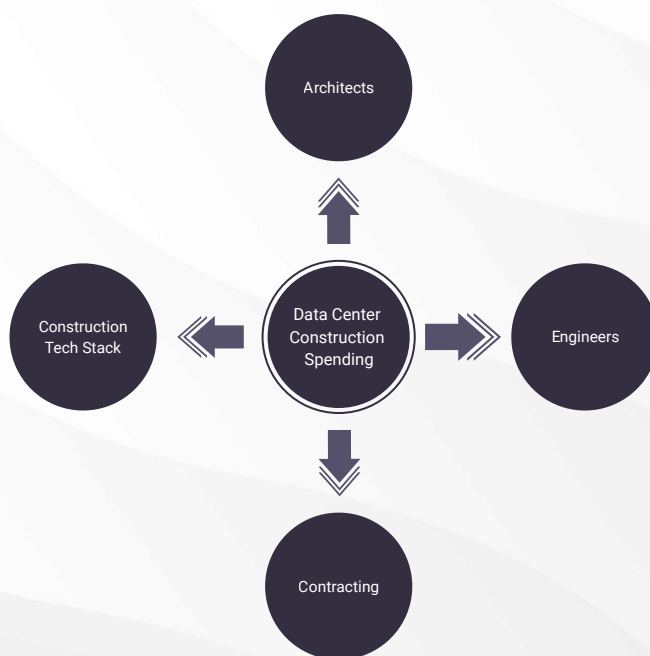 Architects
Construction
Tech Stack
Data Center
Construction
Spending
Engineers
Contracting